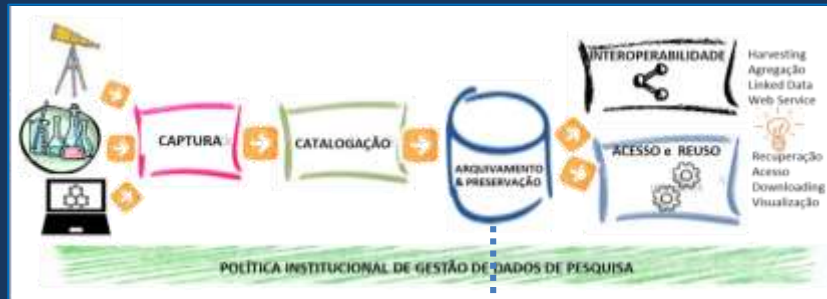 CAPTURA
CATALOGAÇÃO
ARQUIVAMENTO
& PRESERVAÇÃO
INTEROPERABILIDADE
Harvesting
Agregação
Linked Data
Web Service
ACESSO e REUSO
Recuperação
Acesso
Downloading
Visualização
POLÍTICA INSTITUCIONAL DE GESTÃO DE DADOS DE PESQUISA